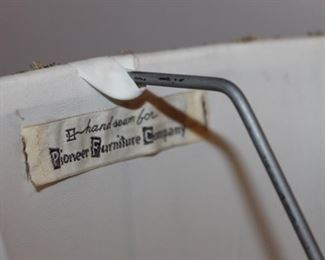 hand sewn for
Pioneer Furniture Company